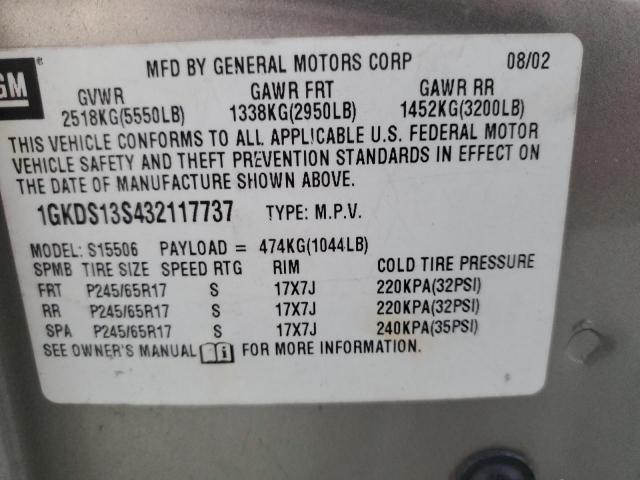 GM
MFD BY GENERAL MOTORS CORP 08/02
GVWR GAWR FRT GAWR RR
2518KG(5550LB) 1338KG(2950LB) 1452KG(3200LB)
THIS VEHICLE CONFORMS TO ALL APPLICABLE U.S. FEDERAL MOTOR
VEHICLE SAFETY AND THEFT PREVENTION STANDARDS IN EFFECT ON
THE DATE OF MANUFACTURE SHOWN ABOVE.
1GKDS13S432117737 TYPE: M.P.V.
MODEL: S15506 PAYLOAD = 474KG(1044LB)
SPMB TIRE SIZE SPEED RTG RIM COLD TIRE PRESSURE
FRT P245/65R17 S 17X7J 220KPA(32PSI)
RR P245/65R17 S 17X7J 220KPA(32PSI)
SPA P245/65R17 S 17X7J 240KPA(35PSI)
SEE OWNER'S MANUAL FOR MORE INFORMATION.